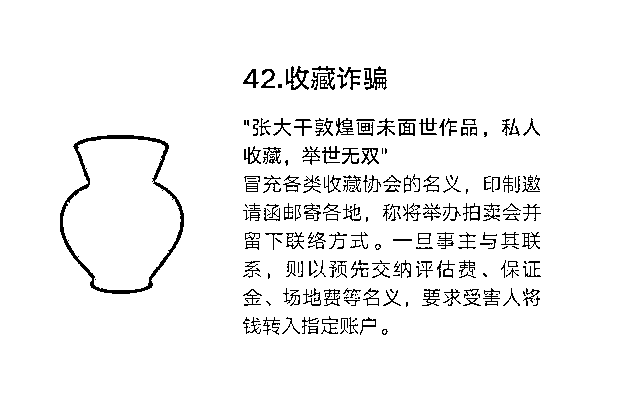 42.收藏诈骗
"张大千敦煌画未面世作品，私人
收藏，举世无双"
冒充各类收藏协会的名义，印制邀
请函邮寄各地，称将举办拍卖会并
留下联络方式。一旦事主与其联
系，则以预先交纳评估费、保证
金、场地费等名义，要求受害人将
钱转入指定账户。